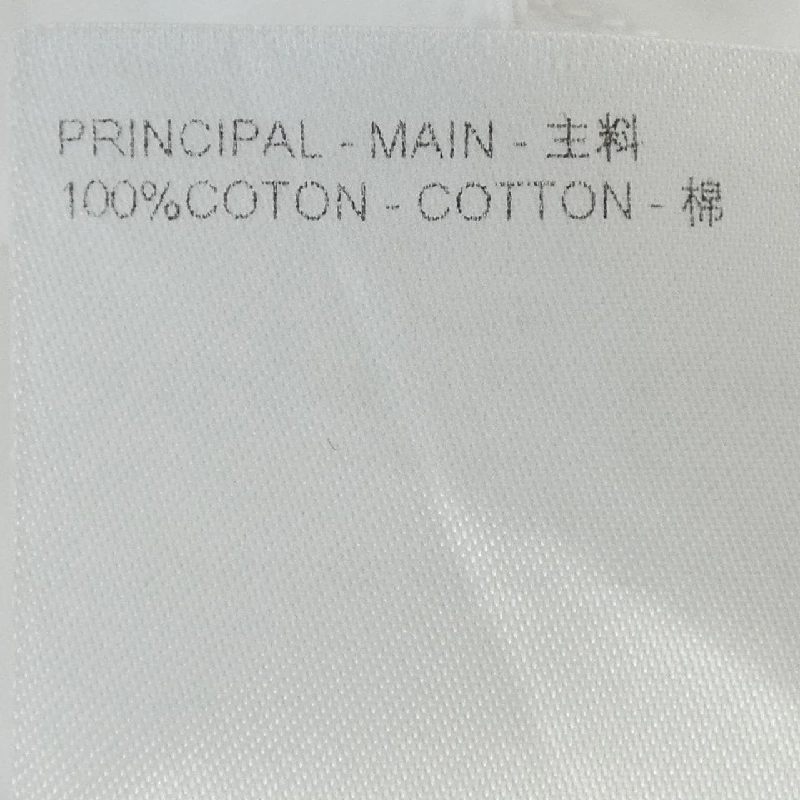 PRINCIPAL - MAIN - 主料
100%COTON - COTTON - 棉